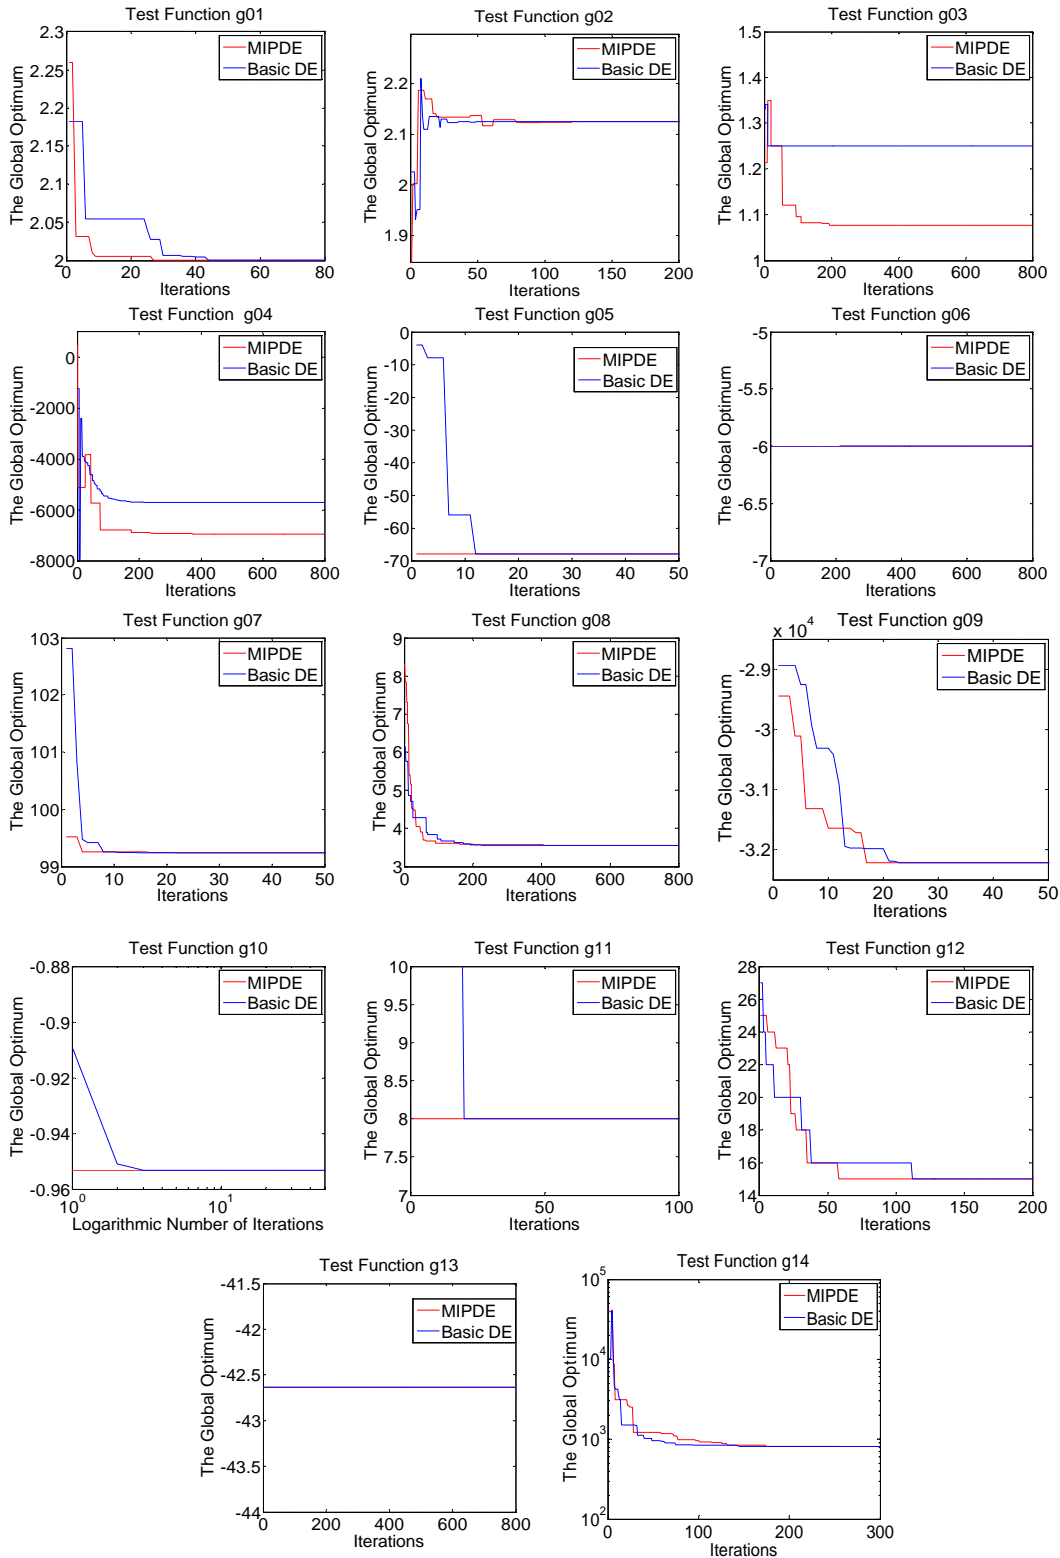 Test Function g01
2.3
2.25
2.2
2.15
2.1
2.05
2
0
20
40
60
80
The Global Optimum
Iterations
MIPDE
Basic DE
Test Function g02
2.2
2.1
2
1.9
0
50
100
150
200
The Global Optimum
Iterations
MIPDE
Basic DE
Test Function g03
1.5
1.4
1.3
1.2
1.1
1
0
200
400
600
800
The Global Optimum
Iterations
MIPDE
Basic DE
Test Function g04
0
-2000
-4000
-6000
-8000
0
200
400
600
800
The Global Optimum
Iterations
MIPDE
Basic DE
Test Function g05
0
-10
-20
-30
-40
-50
-60
-70
0
10
20
30
40
50
The Global Optimum
Iterations
MIPDE
Basic DE
Test Function g06
-5
-5.5
-6
-6.5
-7
0
200
400
600
800
The Global Optimum
Iterations
MIPDE
Basic DE
Test Function g07
103
102
101
100
99
0
10
20
30
40
50
The Global Optimum
Iterations
MIPDE
Basic DE
Test Function g08
9
8
7
6
5
4
3
0
200
400
600
800
The Global Optimum
Iterations
MIPDE
Basic DE
Test Function g09
x 10^4
-2.9
-3
-3.1
-3.2
0
10
20
30
40
50
The Global Optimum
Iterations
MIPDE
Basic DE
Test Function g10
-0.88
-0.9
-0.92
-0.94
-0.96
10^0
10^1
The Global Optimum
Logarithmic Number of Iterations
MIPDE
Basic DE
Test Function g11
10
9.5
9
8.5
8
7.5
7
0
50
100
The Global Optimum
Iterations
MIPDE
Basic DE
Test Function g12
28
26
24
22
20
18
16
14
0
50
100
150
200
The Global Optimum
Iterations
MIPDE
Basic DE
Test Function g13
-41.5
-42
-42.5
-43
-43.5
-44
0
200
400
600
800
The Global Optimum
Iterations
MIPDE
Basic DE
Test Function g14
10^5
10^4
10^3
10^2
0
100
200
300
The Global Optimum
Iterations
MIPDE
Basic DE